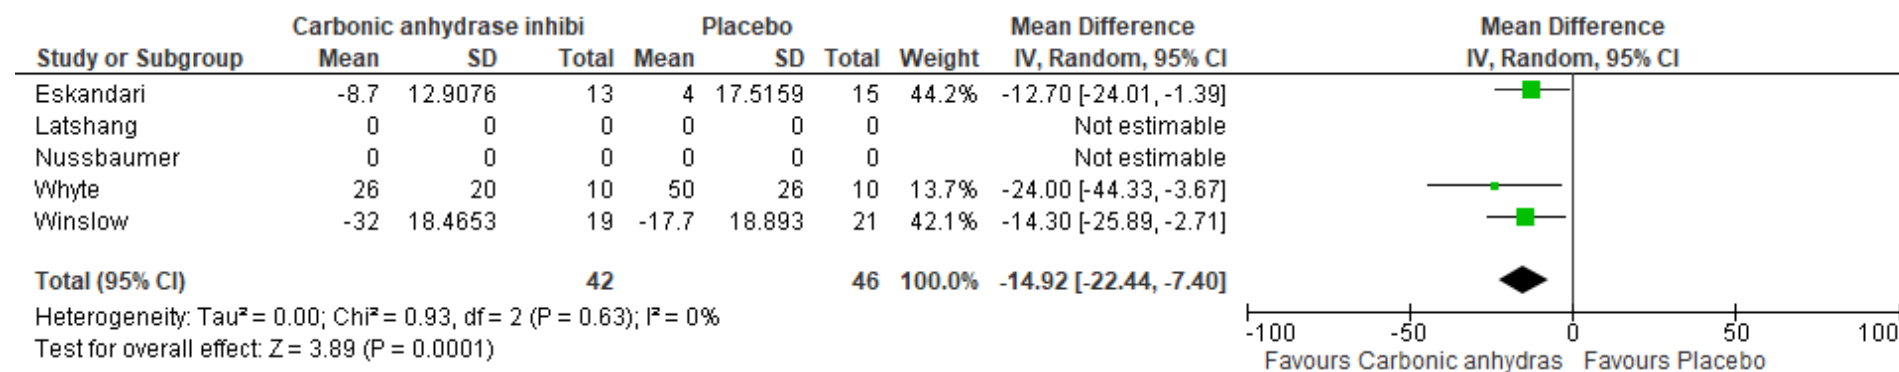 Carbonic anhydrase inhibi Placebo Mean Difference Mean Difference
Study or Subgroup Mean SD Total Mean SD Total Weight IV, Random, 95% CI IV, Random, 95% CI
Eskandari -8.7 12.9076 13 4 17.5159 15 44.2% -12.70 [-24.01, -1.39]
Latshang 0 0 0 0 0 0 Not estimable
Nussbaumer 0 0 0 0 0 0 Not estimable
Whyte 26 20 10 50 26 10 13.7% -24.00 [-44.33, -3.67]
Winslow -32 18.4653 19 -17.7 18.893 21 42.1% -14.30 [-25.89, -2.71]
Total (95% CI) 42 46 100.0% -14.92 [-22.44, -7.40]
Heterogeneity: Tau² = 0.00; Chi² = 0.93, df = 2 (P = 0.63); I² = 0%
Test for overall effect: Z = 3.89 (P = 0.0001)
-100 -50 0 50 100
Favours Carbonic anhydras Favours Placebo